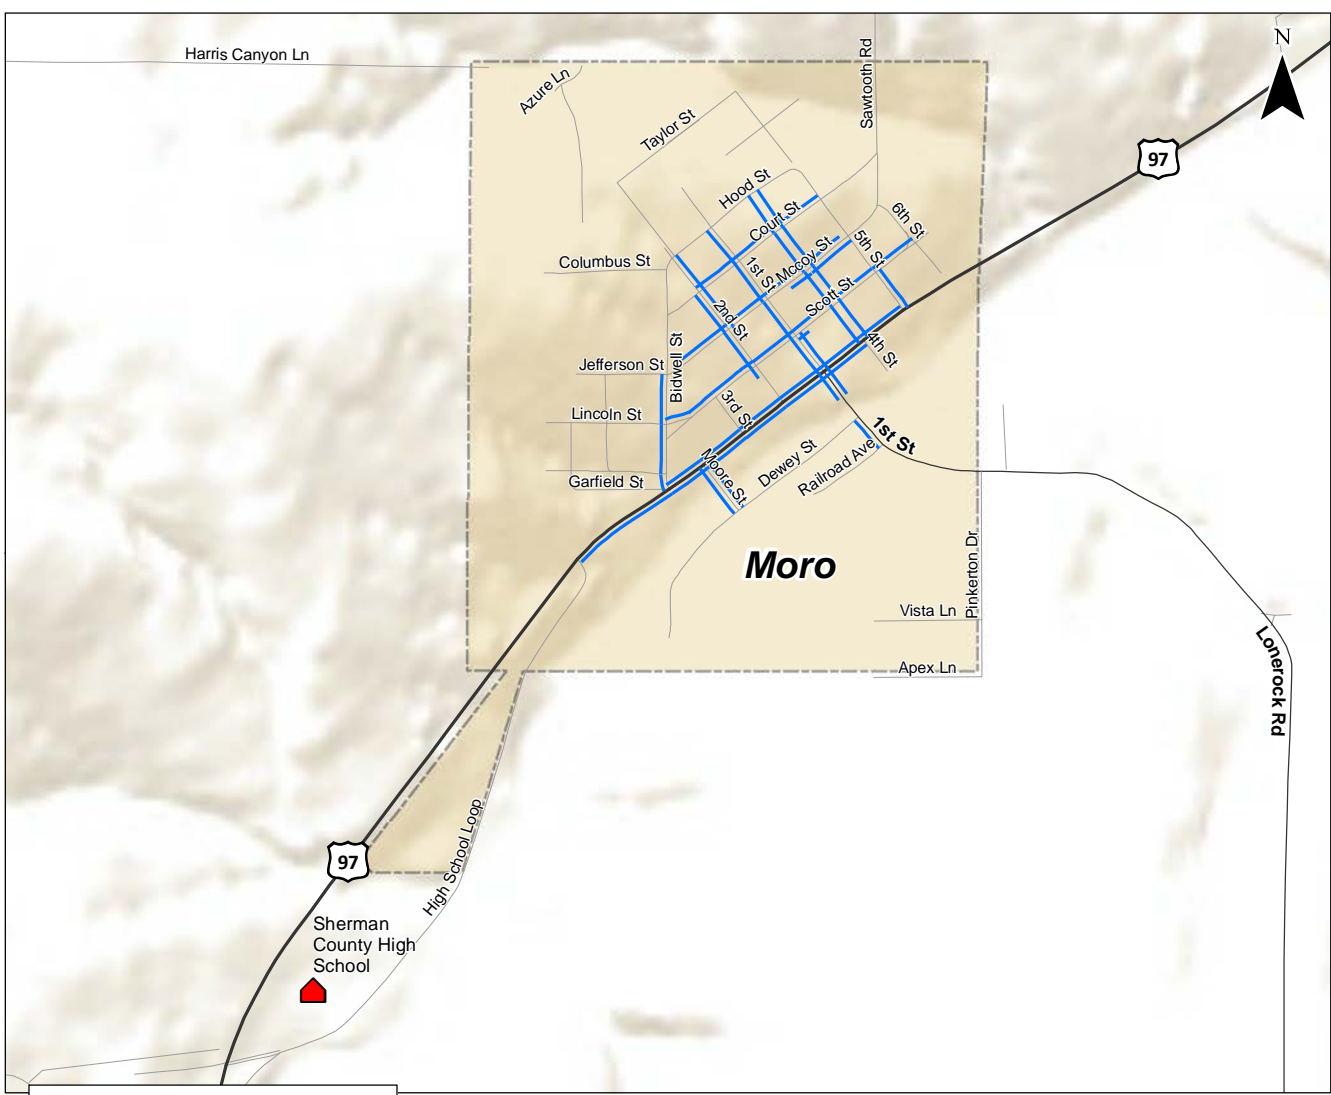 N
Harris Canyon Ln
Azure Ln
Sawtooth Rd
Taylor St
97
Hood St
Court St
6th St
5th St
Mccoy St
1st St
Columbus St
Scott St
2nd St
4th St
Bidwell St
Jefferson St
3rd St
Lincoln St
1st St
Dewey St
Railroad Ave
Moore St
Garfield St
Moro
Pinkerton Dr
Vista Ln
Apex Ln
Lonerock Rd
High School Loop
97
Sherman
County High
School